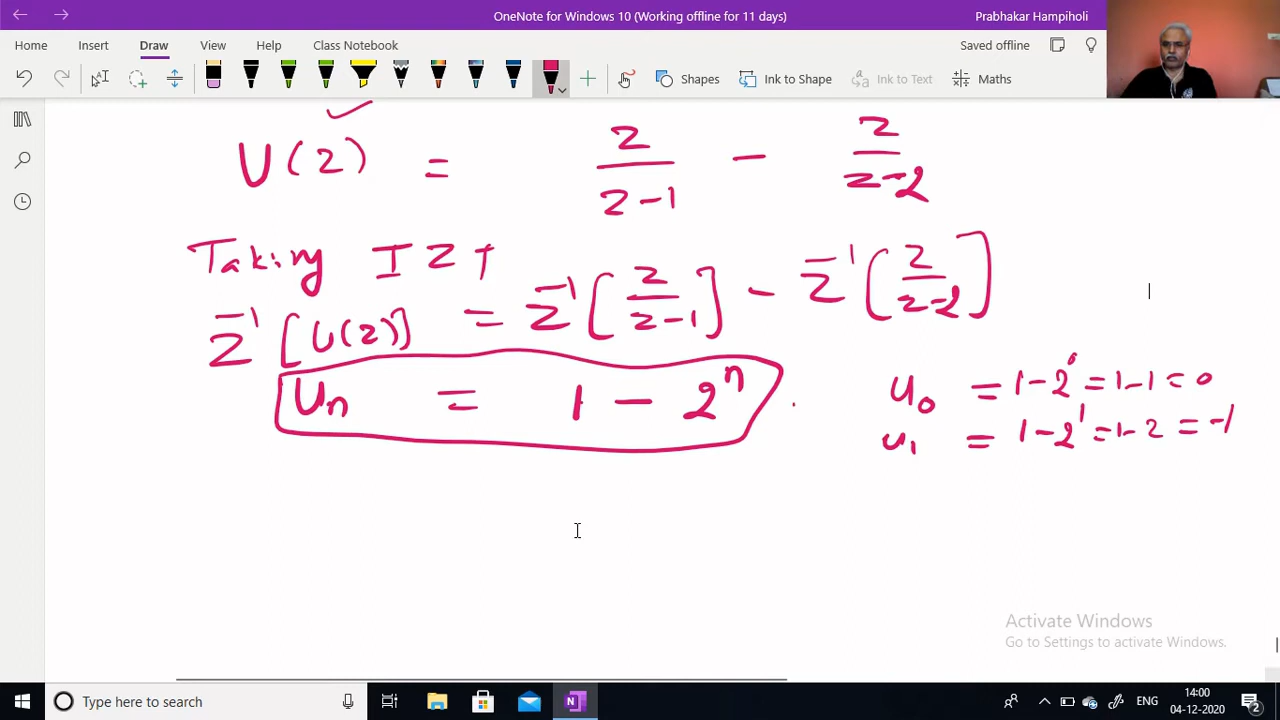 OneNote for Windows 10 (Working offline for 11 days)
Prabhakar Hampiholi
Home Insert Draw View Help Class Notebook
Saved offline
Shapes Ink to Shape Ink to Text Maths
U(z) = z/(z-1) - z/(z-2)
Taking IZT
z⁻¹[U(z)] = z⁻¹[z/(z-1)] - z⁻¹[z/(z-2)]
Uₙ = 1 - 2ⁿ.
u₀ = 1-2⁰ = 1-1 = 0
u₁ = 1-2¹ = 1-2 = -1
Activate Windows
Go to Settings to activate Windows.
Type here to search
ENG
14:00
04-12-2020
2